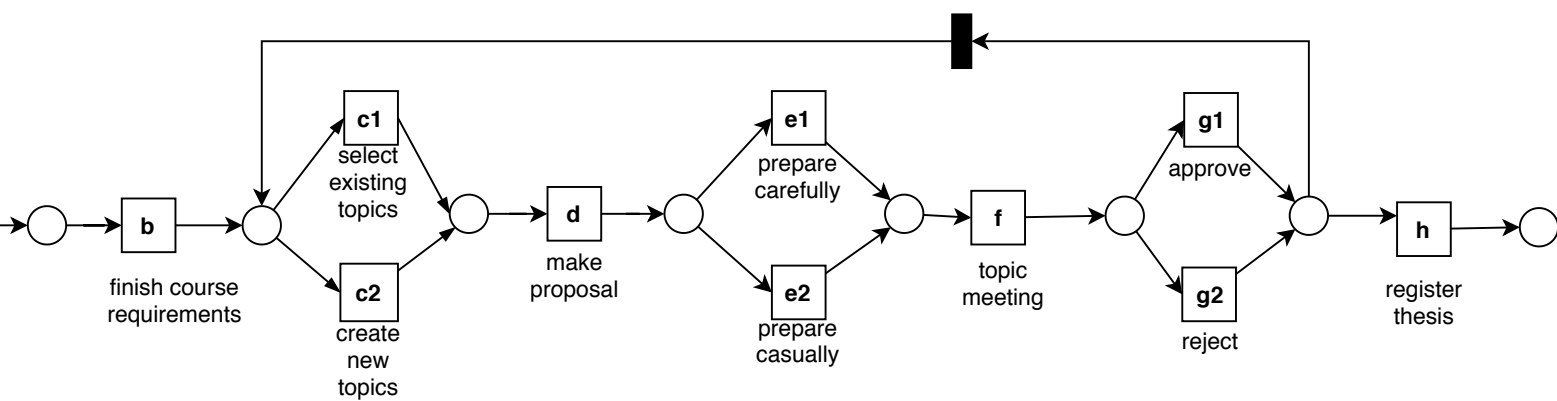 b
finish course
requirements
c1
select
existing
topics
c2
create
new
topics
d
make
proposal
e1
prepare
carefully
e2
prepare
casually
f
topic
meeting
g1
approve
g2
reject
h
register
thesis